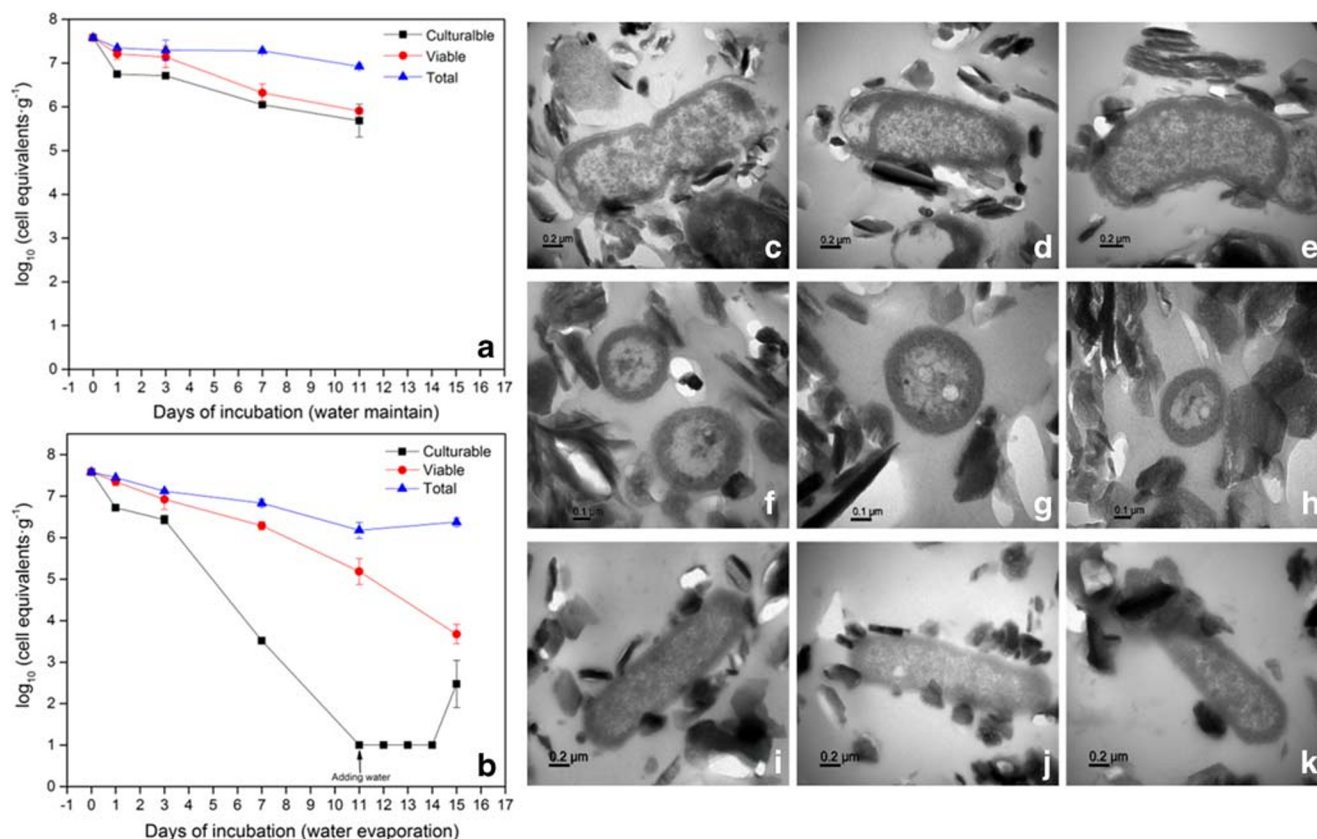 Culturalble
Viable
Total
8
7
6
5
4
3
2
1
0
log10 (cell equivalents·g-1)
-1 0 1 2 3 4 5 6 7 8 9 10 11 12 13 14 15 16 17
Days of incubation (water maintain)
a
Culturable
Viable
Total
8
7
6
5
4
3
2
1
0
log10 (cell equivalents·g-1)
Adding water
-1 0 1 2 3 4 5 6 7 8 9 10 11 12 13 14 15 16 17
Days of incubation (water evaporation)
b
0.2 µm
c
0.2 µm
d
0.2 µm
e
0.1 µm
f
0.1 µm
g
0.1 µm
h
0.2 µm
i
0.2 µm
j
0.2 µm
k